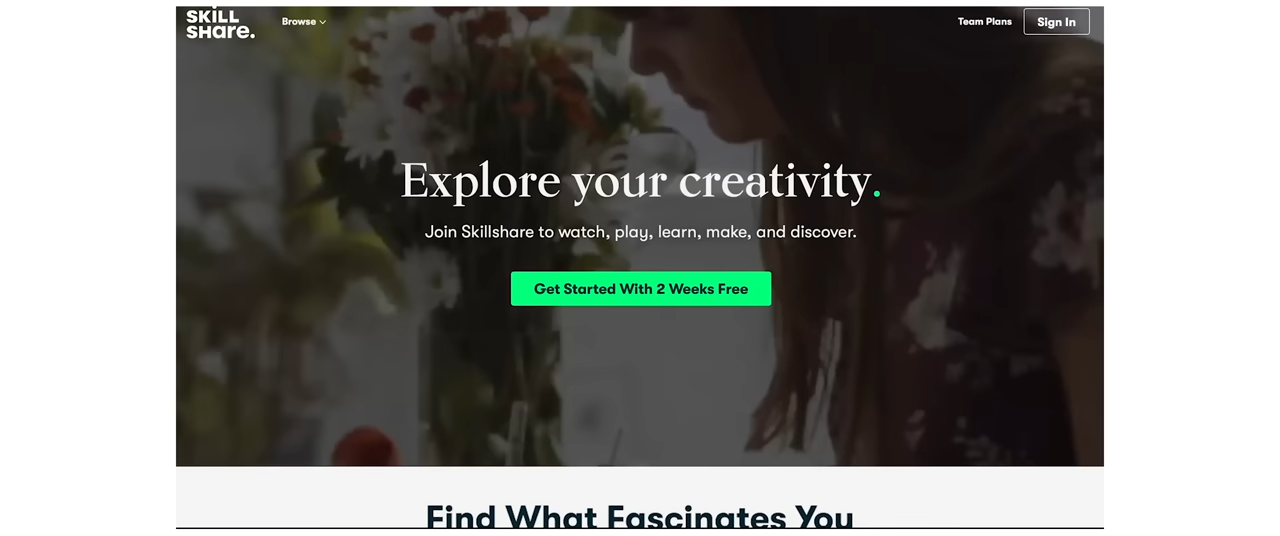 SKiLL
SHare.
Browse
Team Plans
Sign In
Explore your creativity.
Join Skillshare to watch, play, learn, make, and discover.
Get Started With 2 Weeks Free
Find What Fascinates You